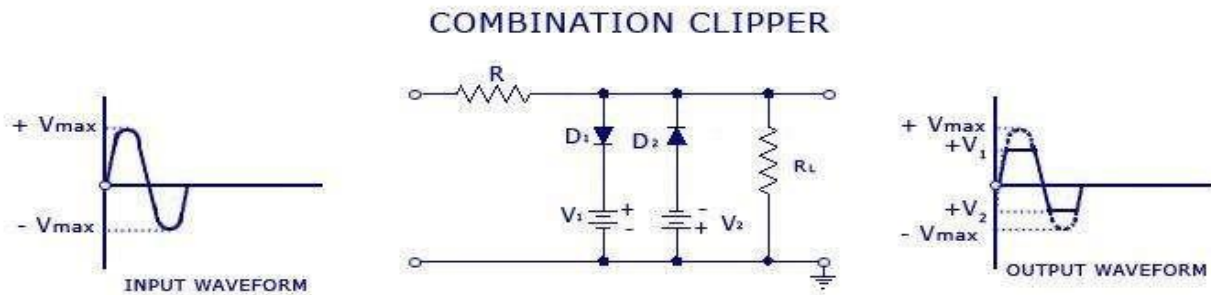 COMBINATION CLIPPER
+ Vmax
- Vmax
INPUT WAVEFORM
R
D1
D2
RL
V1
+
-
-
+
V2
+ Vmax
+V1
+V2
- Vmax
OUTPUT WAVEFORM